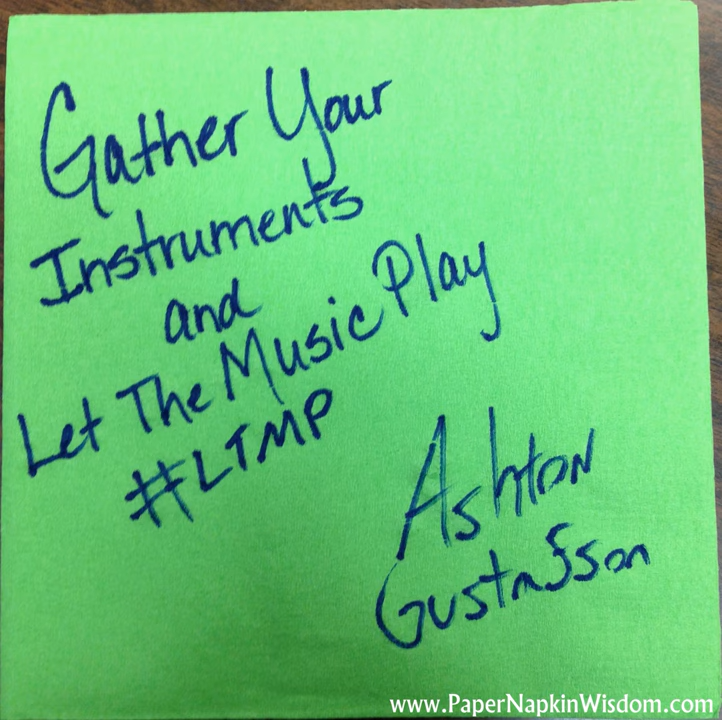 Gather Your
Instruments
and
Let The Music Play
#LTMP
Ashton
Gustafsson
www.PaperNapkinWisdom.com